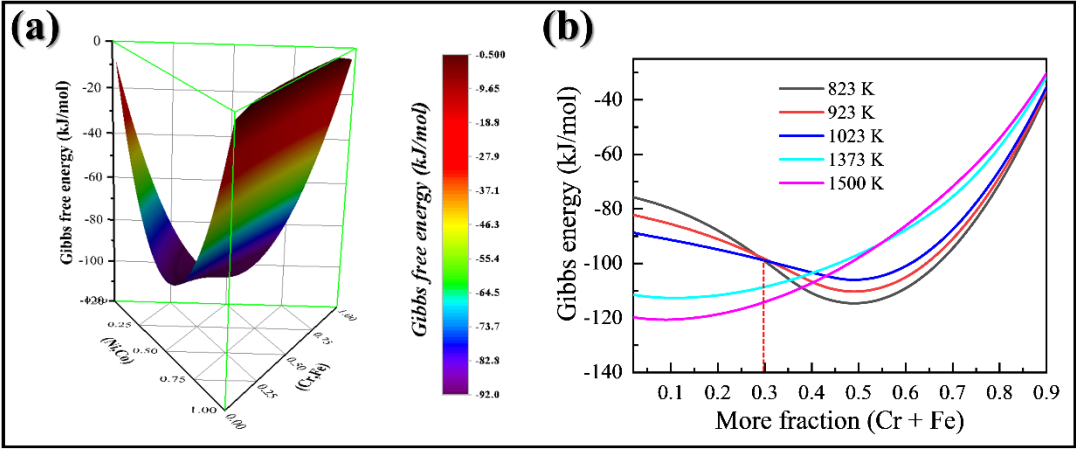 (a)
0
-20
-40
-60
-80
-100
-120
Gibbs free energy (kJ/mol)
0.25
0.50
0.75
1.00
(Ni,Co)
0.00
0.25
0.50
0.75
1.00
(Cr,Fe)
Gibbs free energy (kJ/mol)
-0.500
-9.65
-18.8
-27.9
-37.1
-46.3
-55.4
-64.5
-73.7
-82.8
-92.0
(b)
823 K
923 K
1023 K
1373 K
1500 K
Gibbs energy (kJ/mol)
-40
-60
-80
-100
-120
-140
0.1 0.2 0.3 0.4 0.5 0.6 0.7 0.8 0.9
More fraction (Cr + Fe)